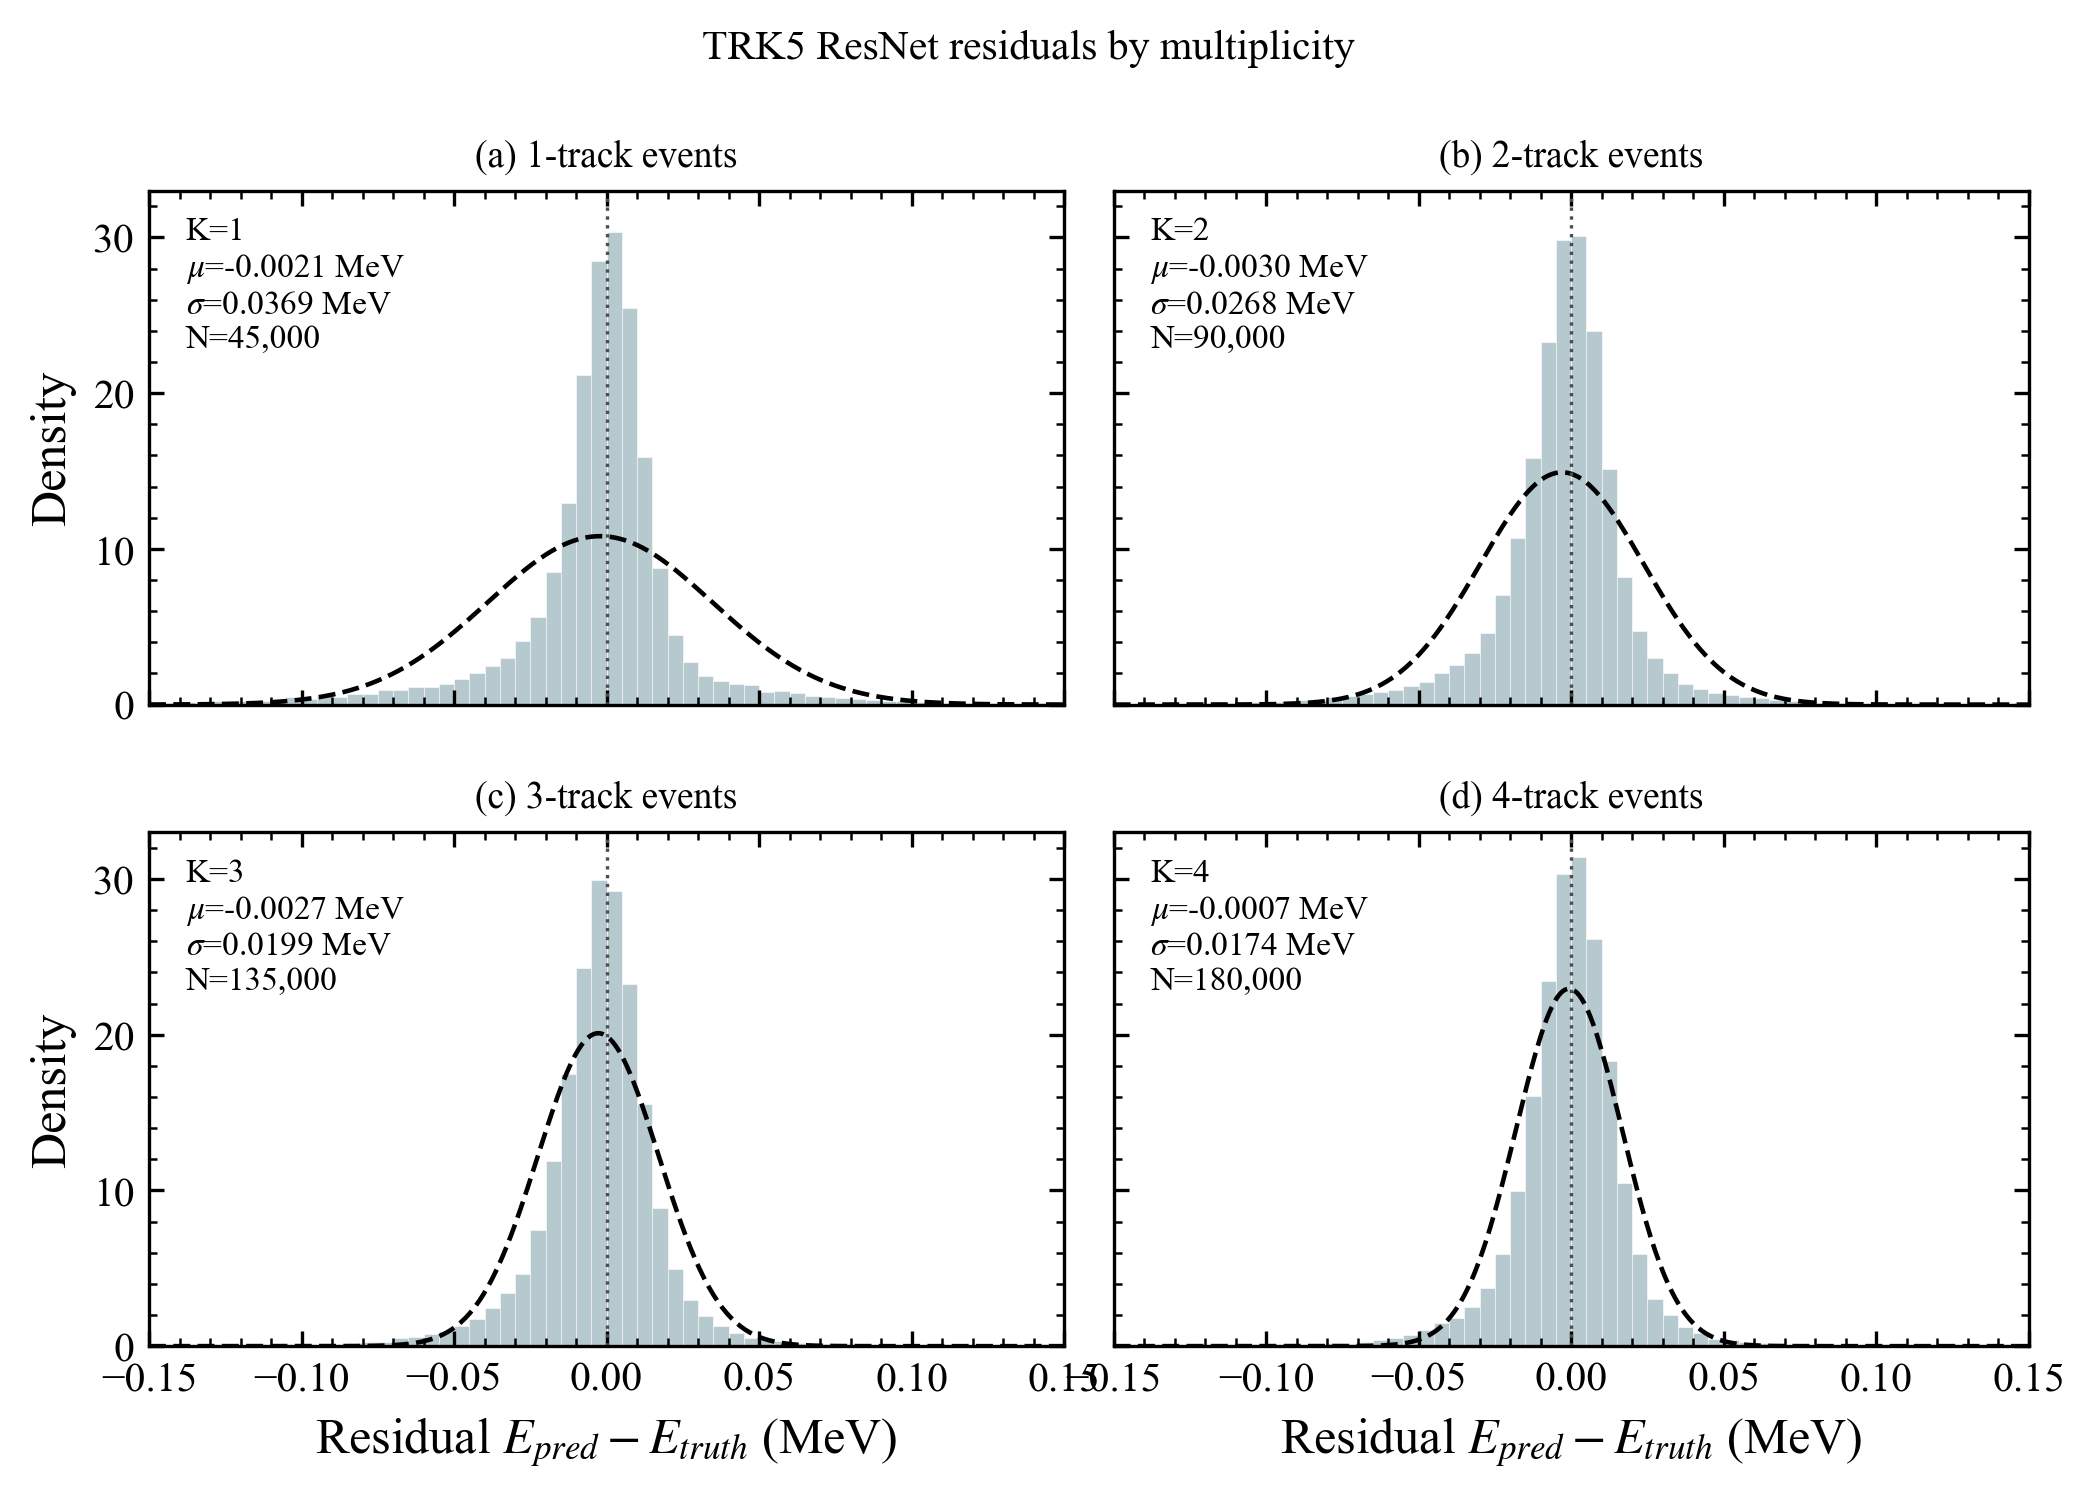 TRK5 ResNet residuals by multiplicity
(a) 1-track events
K=1
μ=-0.0021 MeV
σ=0.0369 MeV
N=45,000
30
20
10
0
Density
(b) 2-track events
K=2
μ=-0.0030 MeV
σ=0.0268 MeV
N=90,000
(c) 3-track events
K=3
μ=-0.0027 MeV
σ=0.0199 MeV
N=135,000
30
20
10
0
Density
−0.15 −0.10 −0.05 0.00 0.05 0.10 0.15
Residual E_pred − E_truth (MeV)
(d) 4-track events
K=4
μ=-0.0007 MeV
σ=0.0174 MeV
N=180,000
−0.15 −0.10 −0.05 0.00 0.05 0.10 0.15
Residual E_pred − E_truth (MeV)